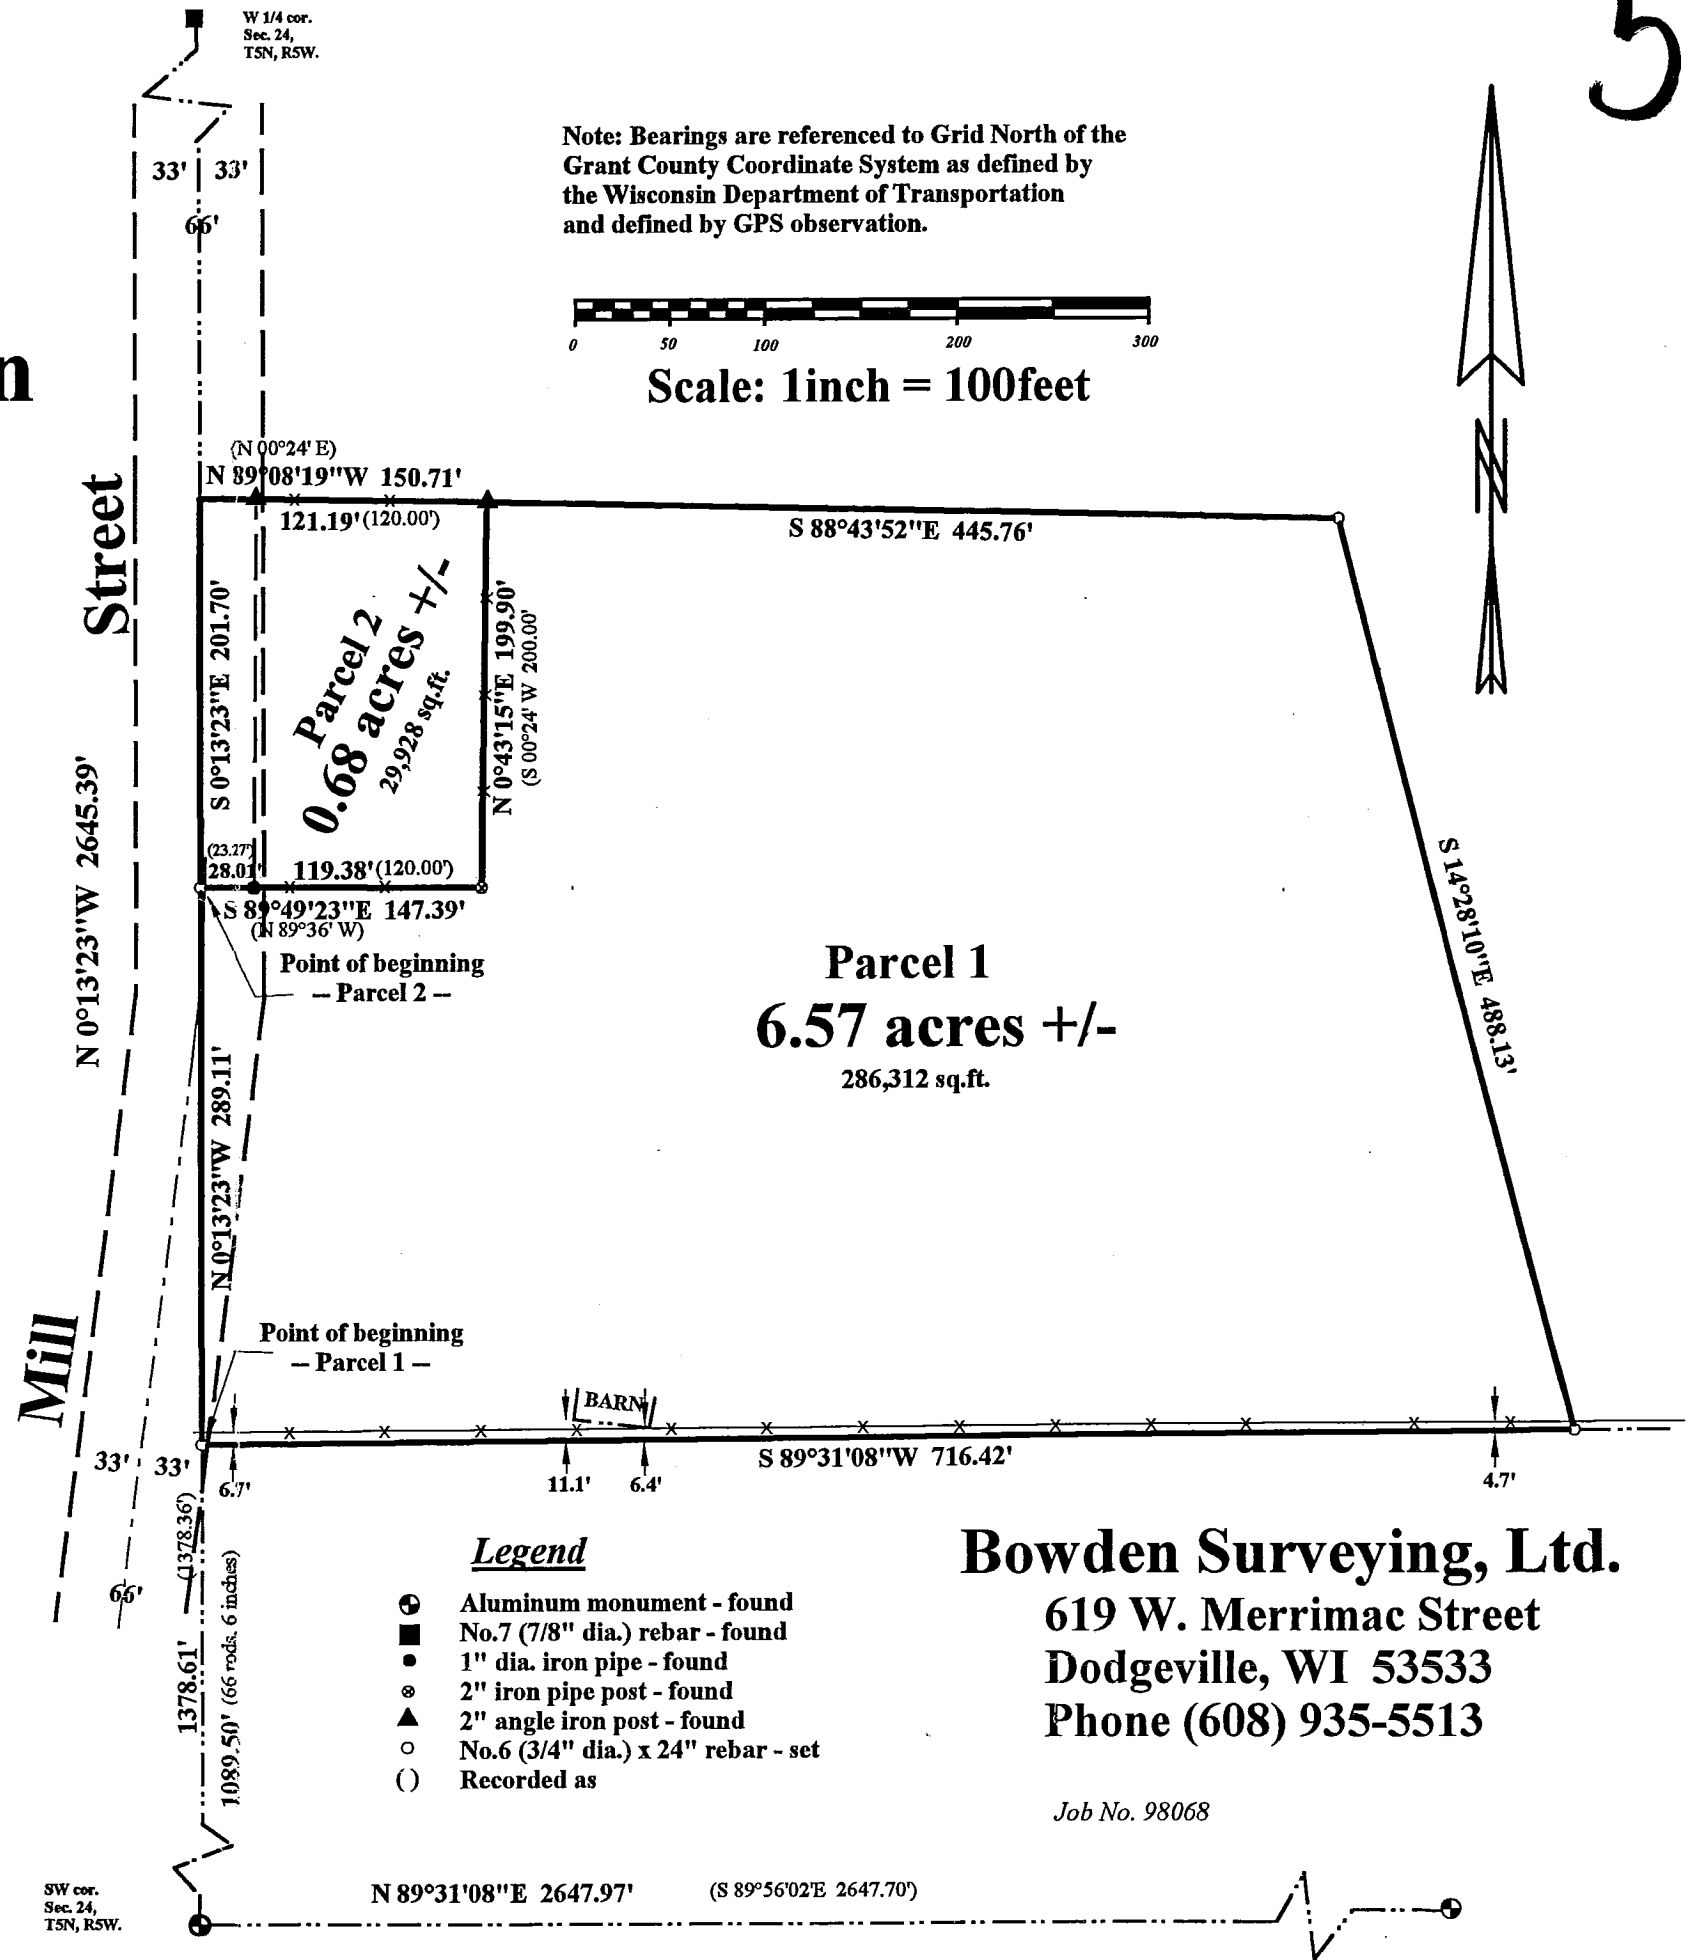 W 1/4 cor.
Sec. 24,
T5N, R5W.
5
33' 33'
66'
Note: Bearings are referenced to Grid North of the
Grant County Coordinate System as defined by
the Wisconsin Department of Transportation
and defined by GPS observation.
0 50 100 200 300
Scale: 1inch = 100feet
n
N
Mill Street
(N 00°24' E)
N 89°08'19"W 150.71'
121.19' (120.00')
S 88°43'52"E 445.76'
S 0°13'23"E 201.70'
Parcel 2
0.68 acres +/-
29,928 sq.ft.
N 0°43'15"E 199.90'
(S 00°24' W 200.00')
N 0°13'23"W 2645.39'
(23.27')
28.01'
119.38' (120.00')
S 89°49'23"E 147.39'
(N 89°36' W)
Point of beginning
-- Parcel 2 --
S 14°28'10"E 488.13'
Parcel 1
6.57 acres +/-
286,312 sq.ft.
N 0°13'23"W 289.11'
Point of beginning
-- Parcel 1 --
BARN
S 89°31'08"W 716.42'
33' 33'
6.7'
11.1'
6.4'
4.7'
66'
(1378.36')
1378.61'
1089.50' (66 rods, 6 inches)
Legend
Aluminum monument - found
No.7 (7/8" dia.) rebar - found
1" dia. iron pipe - found
2" iron pipe post - found
2" angle iron post - found
No.6 (3/4" dia.) x 24" rebar - set
( ) Recorded as
Bowden Surveying, Ltd.
619 W. Merrimac Street
Dodgeville, WI 53533
Phone (608) 935-5513
Job No. 98068
SW cor.
Sec. 24,
T5N, R5W.
N 89°31'08"E 2647.97' (S 89°56'02'E 2647.70')